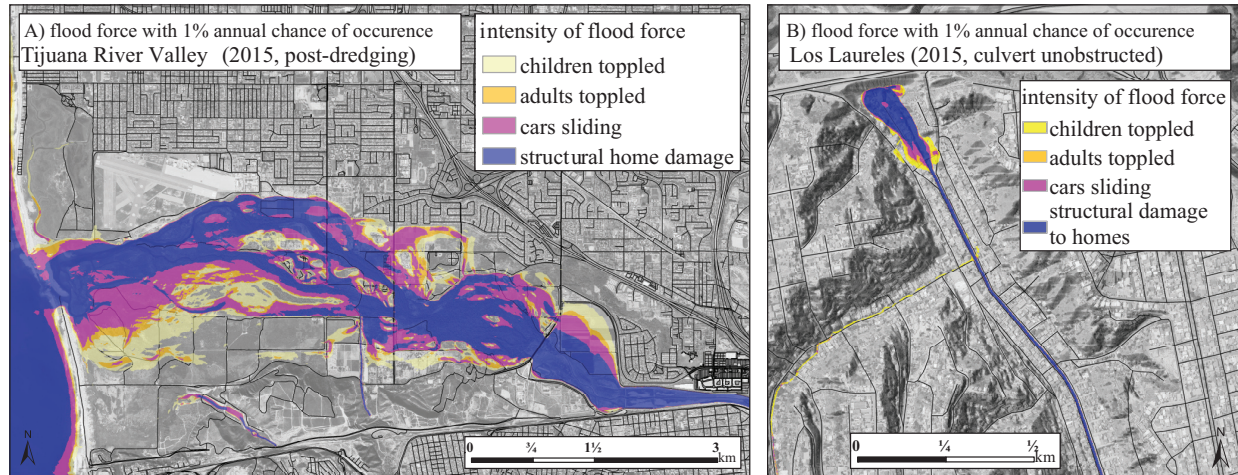 A) flood force with 1% annual chance of occurence
Tijuana River Valley (2015, post-dredging)
intensity of flood force
children toppled
adults toppled
cars sliding
structural home damage
N
0 ¾ 1½ 3
km
B) flood force with 1% annual chance of occurence
Los Laureles (2015, culvert unobstructed)
intensity of flood force
children toppled
adults toppled
cars sliding
structural damage
to homes
0 ¼ ½
km
N